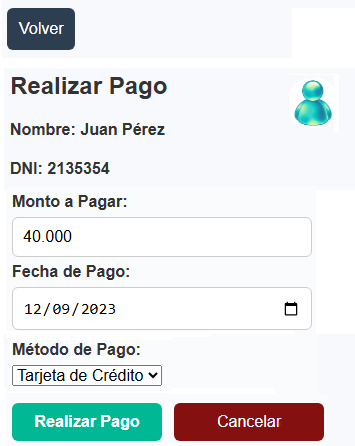 Volver
Realizar Pago
Nombre: Juan Pérez
DNI: 2135354
Monto a Pagar:
40.000
Fecha de Pago:
12/09/2023
Método de Pago:
Tarjeta de Crédito
Realizar Pago Cancelar